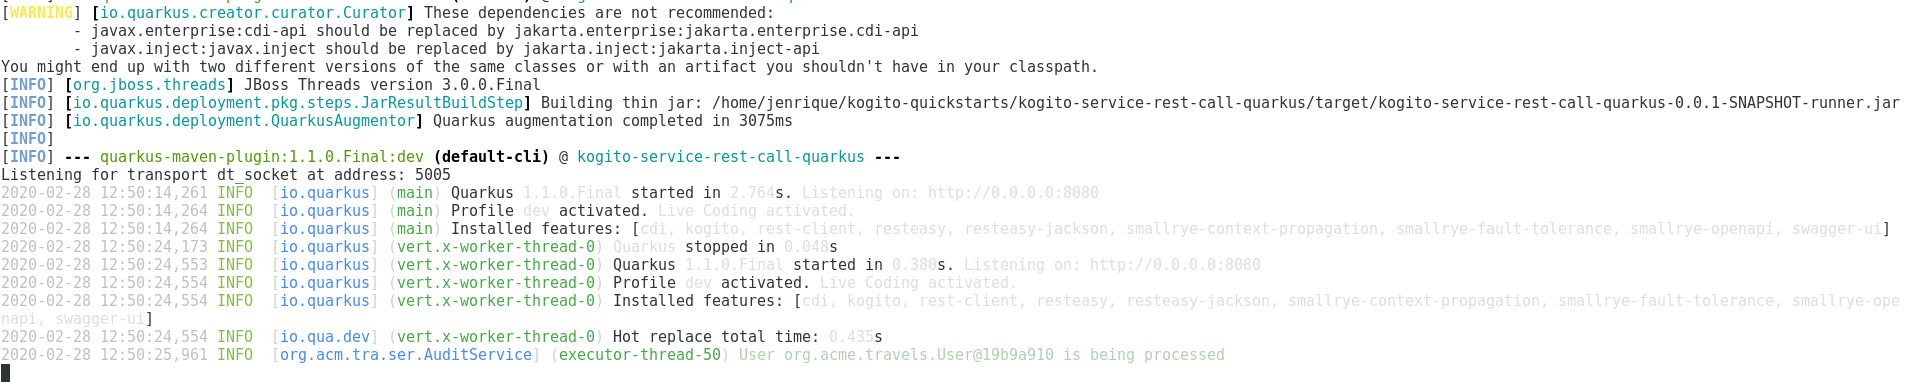 [WARNING] [io.quarkus.creator.curator.Curator] These dependencies are not recommended:
- javax.enterprise:cdi-api should be replaced by jakarta.enterprise:jakarta.enterprise.cdi-api
- javax.inject:javax.inject should be replaced by jakarta.inject:jakarta.inject-api
You might end up with two different versions of the same classes or with an artifact you shouldn't have in your classpath.
[INFO] [org.jboss.threads] JBoss Threads version 3.0.0.Final
[INFO] [io.quarkus.deployment.pkg.steps.JarResultBuildStep] Building thin jar: /home/jenrique/kogito-quickstarts/kogito-service-rest-call-quarkus/target/kogito-service-rest-call-quarkus-0.0.1-SNAPSHOT-runner.jar
[INFO] [io.quarkus.deployment.QuarkusAugmentor] Quarkus augmentation completed in 3075ms
[INFO]
[INFO] --- quarkus-maven-plugin:1.1.0.Final:dev (default-cli) @ kogito-service-rest-call-quarkus ---
Listening for transport dt_socket at address: 5005
2020-02-28 12:50:14,261 INFO  [io.quarkus] (main) Quarkus 1.1.0.Final started in 2.764s. Listening on: http://0.0.0.0:8080
2020-02-28 12:50:14,264 INFO  [io.quarkus] (main) Profile dev activated. Live Coding activated.
2020-02-28 12:50:14,264 INFO  [io.quarkus] (main) Installed features: [cdi, kogito, rest-client, resteasy, resteasy-jackson, smallrye-context-propagation, smallrye-fault-tolerance, smallrye-openapi, swagger-ui]
2020-02-28 12:50:24,173 INFO  [io.quarkus] (vert.x-worker-thread-0) Quarkus stopped in 0.048s
2020-02-28 12:50:24,553 INFO  [io.quarkus] (vert.x-worker-thread-0) Quarkus 1.1.0.Final started in 0.380s. Listening on: http://0.0.0.0:8080
2020-02-28 12:50:24,554 INFO  [io.quarkus] (vert.x-worker-thread-0) Profile dev activated. Live Coding activated.
2020-02-28 12:50:24,554 INFO  [io.quarkus] (vert.x-worker-thread-0) Installed features: [cdi, kogito, rest-client, resteasy, resteasy-jackson, smallrye-context-propagation, smallrye-fault-tolerance, smallrye-ope
napi, swagger-ui]
2020-02-28 12:50:24,554 INFO  [io.qua.dev] (vert.x-worker-thread-0) Hot replace total time: 0.435s
2020-02-28 12:50:25,961 INFO  [org.acm.tra.ser.AuditService] (executor-thread-50) User org.acme.travels.User@19b9a910 is being processed